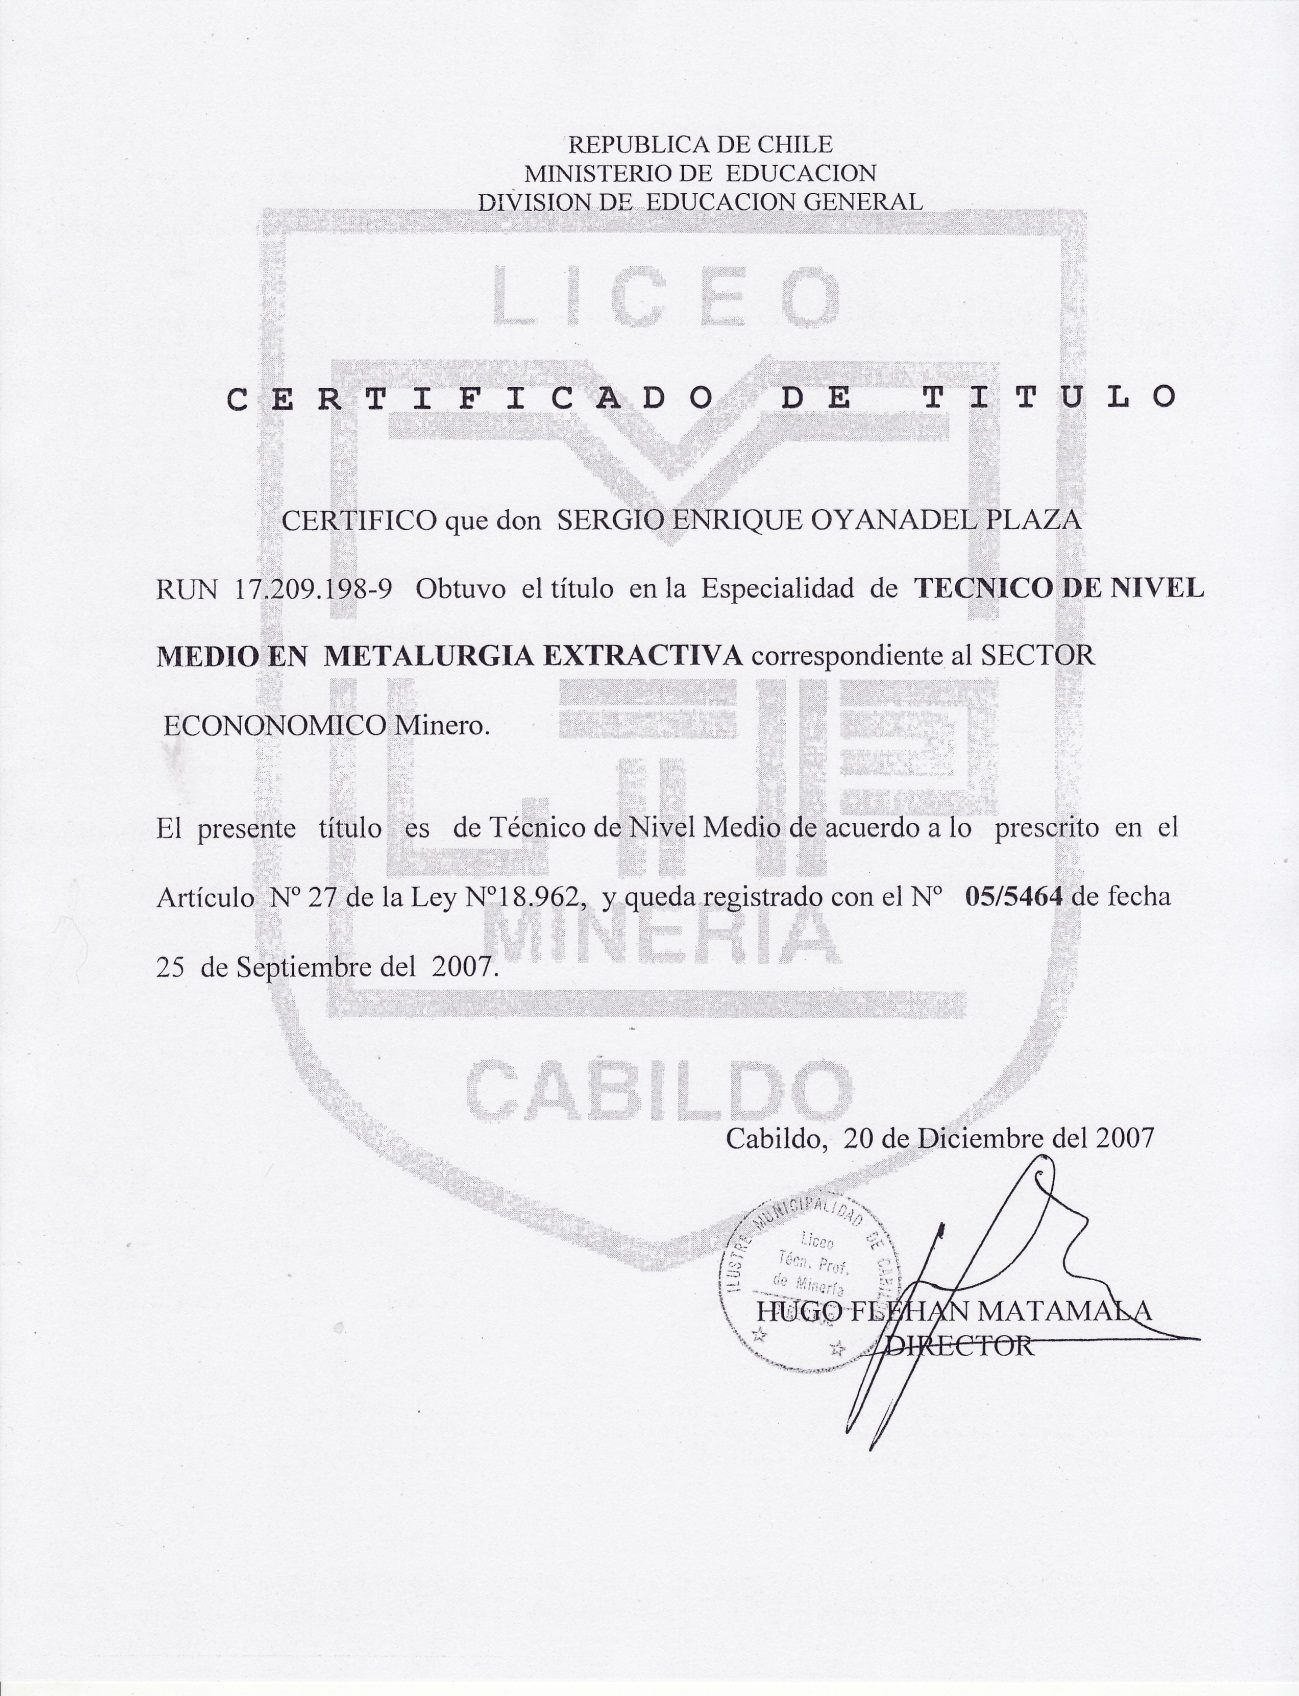 REPUBLICA DE CHILE
MINISTERIO DE EDUCACION
DIVISION DE EDUCACION GENERAL
LICEO
CERTIFICADO DE TITULO
CERTIFICO que don SERGIO ENRIQUE OYANADEL PLAZA
RUN 17.209.198-9 Obtuvo el título en la Especialidad de TECNICO DE NIVEL
MEDIO EN METALURGIA EXTRACTIVA correspondiente al SECTOR
ECONONOMICO Minero.
El presente título es de Técnico de Nivel Medio de acuerdo a lo prescrito en el
Artículo Nº 27 de la Ley Nº18.962, y queda registrado con el Nº 05/5464 de fecha
MINERIA
25 de Septiembre del 2007.
CABILDO
Cabildo, 20 de Diciembre del 2007
ILUSTRE MUNICIPALIDAD DE
Liceo
Técn. Prof.
de Minería
HUGO FLEHAN MATAMALA
DIRECTOR